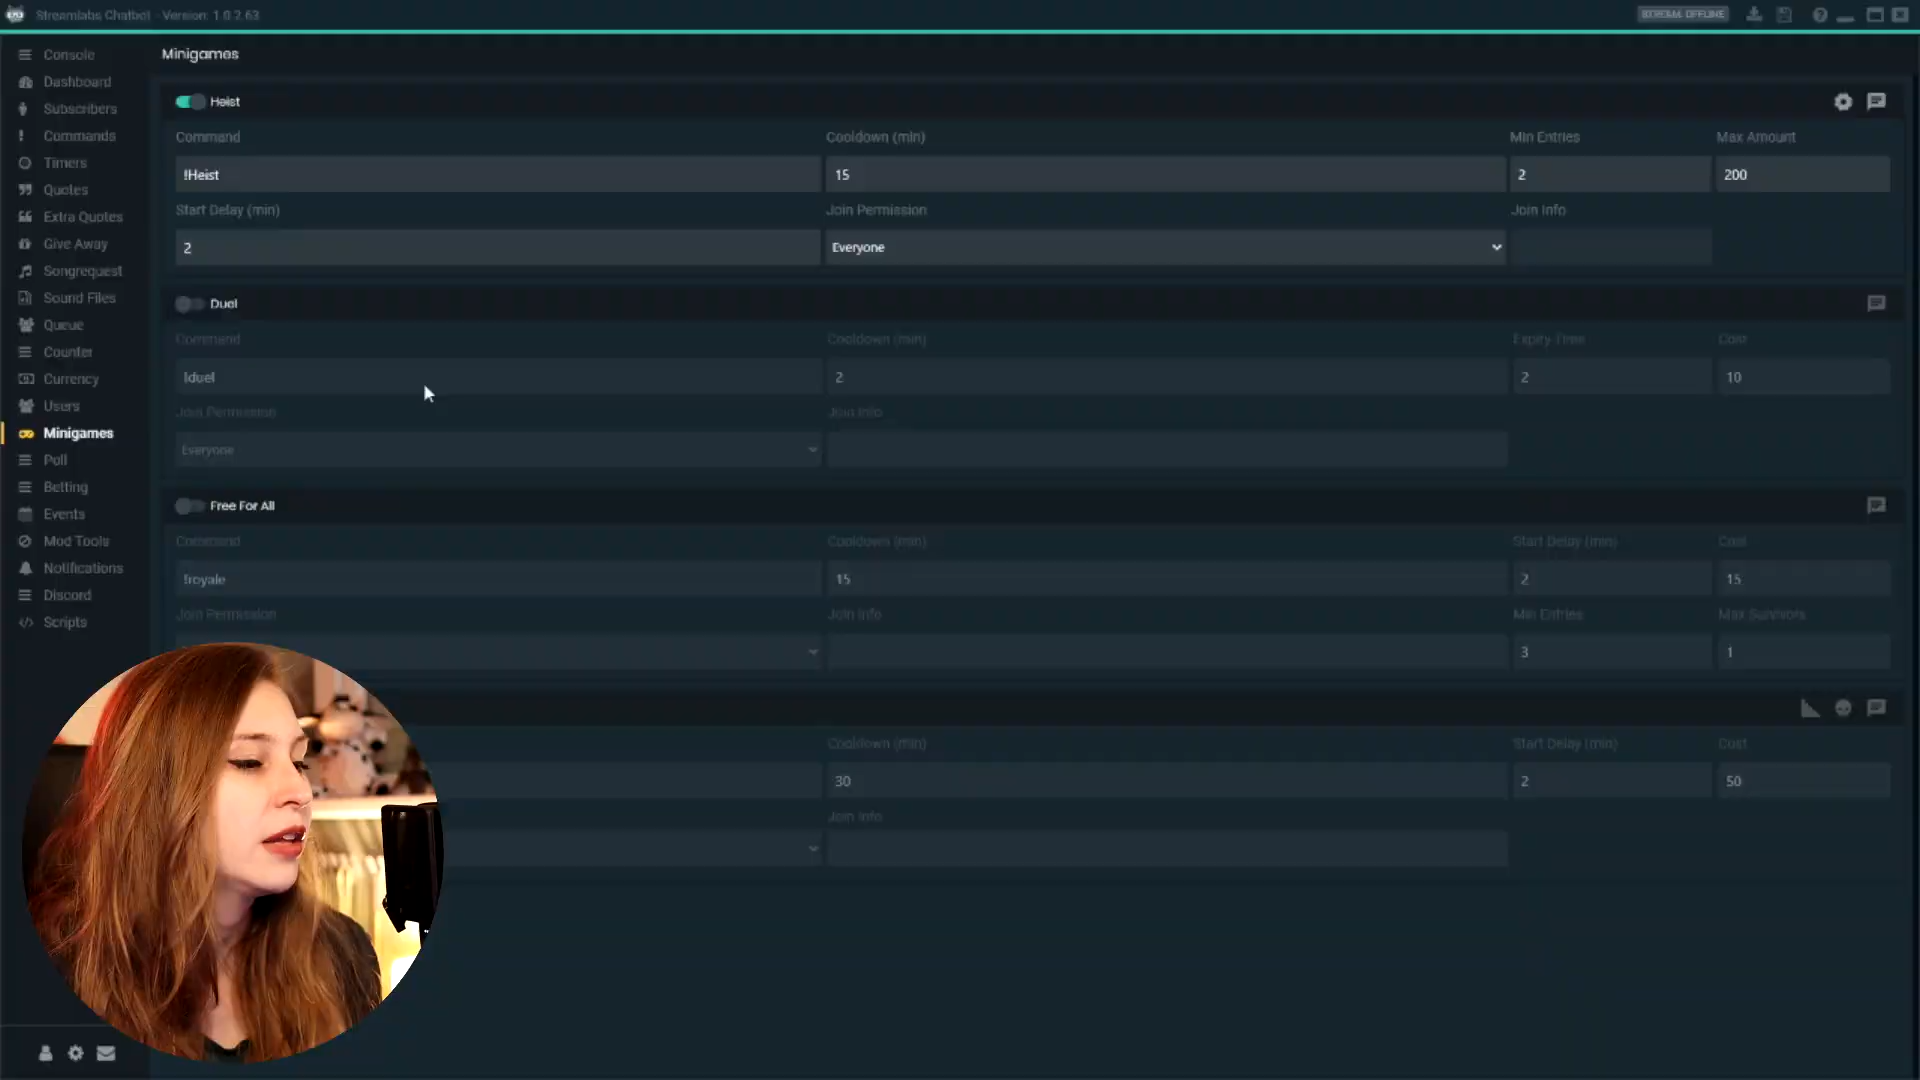 Streamlabs Chatbot - Version: 1.0.2.63
STREAM OFFLINE
Console
Dashboard
Subscribers
Commands
Timers
Quotes
Extra Quotes
Give Away
Songrequest
Sound Files
Queue
Counter
Currency
Users
Minigames
Poll
Betting
Events
Mod Tools
Notifications
Discord
Scripts
Minigames
Heist
Command Cooldown (min) Min Entries Max Amount
!Heist 15 2 200
Start Delay (min) Join Permission Join Info
2 Everyone
Duel
Command Cooldown (min) Expiry Time Cost
!duel 2 2 10
Join Permission Join Info
Everyone
Free For All
Command Cooldown (min) Start Delay (min) Cost
!royale 15 2 15
Join Permission Join Info Min Entries Max Survivors
3 1
Cooldown (min) Start Delay (min) Cost
30 2 50
Join Info